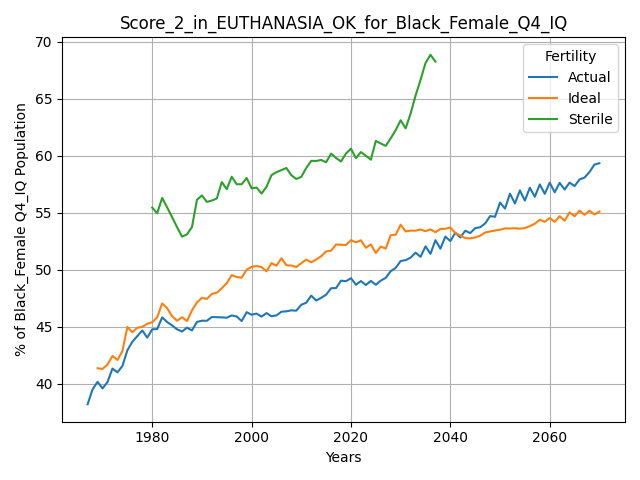 Score_2_in_EUTHANASIA_OK_for_Black_Female_Q4_IQ
% of Black_Female Q4_IQ Population
70
65
60
55
50
45
40
Fertility
Actual
Ideal
Sterile
1980 2000 2020 2040 2060
Years